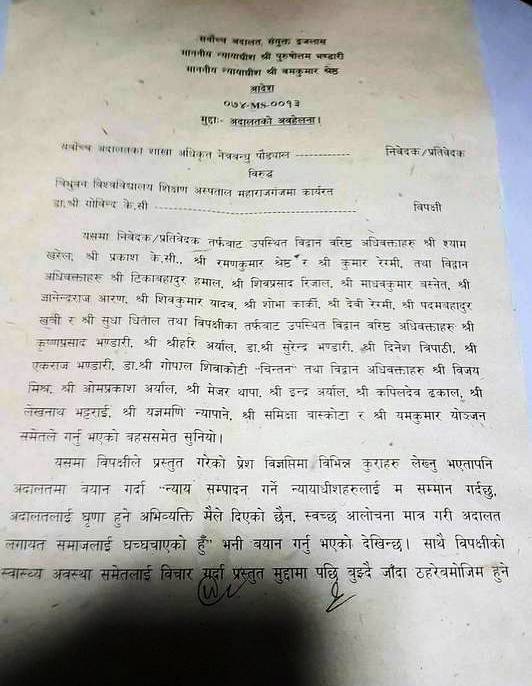 सर्वोच्च अदालत, संयुक्त इजलास
माननीय न्यायाधीश श्री पुरुषोत्तम भण्डारी
माननीय न्यायाधीश श्री बमकुमार श्रेष्ठ
आदेश
०७४-MS-००१३
मुद्दाः- अदालतको अवहेलना।
सर्वोच्च अदालतका शाखा अधिकृत नेत्रबन्धु पौड्याल ------------ निवेदक/प्रतिवेदक
विरुद्ध
त्रिभुवन विश्वविद्यालय शिक्षण अस्पताल महाराजगंजमा कार्यरत
डा.श्री गोविन्द के.सी ------------------------------------ विपक्षी
यसमा निवेदक/प्रतिवेदक तर्फबाट उपस्थित विद्वान वरिष्ठ अधिवक्ताहरु श्री श्याम
खरेल, श्री प्रकाश के.सी., श्री रमणकुमार श्रेष्ठ र श्री कुमार रेग्मी, तथा विद्वान
अधिवक्ताहरु श्री टिकाबहादुर हमाल, श्री शिवप्रसाद रिजाल, श्री माधवकुमार बस्नेत, श्री
ज्ञानेन्द्रराज आरण, श्री शिवकुमार यादव, श्री शोभा कार्की, श्री देवी रेग्मी, श्री पदमबहादुर
खत्री र श्री सुधा धिताल तथा विपक्षीका तर्फबाट उपस्थित विद्वान वरिष्ठ अधिवक्ताहरु श्री
कृष्णप्रसाद भण्डारी, श्री श्रीहरि अर्याल, डा.श्री सुरेन्द्र भण्डारी, श्री दिनेश त्रिपाठी, श्री
एकराज भण्डारी, डा.श्री गोपाल शिवाकोटी "चिन्तन" तथा विद्वान अधिवक्ताहरु श्री विजय
मिश्र, श्री ओमप्रकाश अर्याल, श्री मेजर थापा, श्री इन्द्र अर्याल, श्री कपिलदेव ढकाल, श्री
लेखनाथ भट्टराई, श्री यज्ञमणि न्यौपाने, श्री समिक्षा बास्कोटा र श्री यमकुमार योञ्जन
समेतले गर्नु भएको बहससमेत सुनियो।
यसमा विपक्षीले प्रस्तुत गरेको प्रेश विज्ञप्तिमा विभिन्न कुराहरु लेख्नु भएतापनि
अदालतमा बयान गर्दा "न्याय सम्पादन गर्ने न्यायाधीशहरुलाई म सम्मान गर्दछु,
अदालतलाई घृणा हुने अभिव्यक्ति मैले दिएको छैन, स्वच्छ आलोचना मात्र गरी अदालत
लगायत समाजलाई घच्घचाएको हुँ" भनी बयान गर्नु भएको देखिन्छ। साथै विपक्षीको
स्वास्थ्य अवस्था समेतलाई विचार गर्दा प्रस्तुत मुद्दामा पछि बुझ्दै जाँदा ठहरेबमोजिम हुने